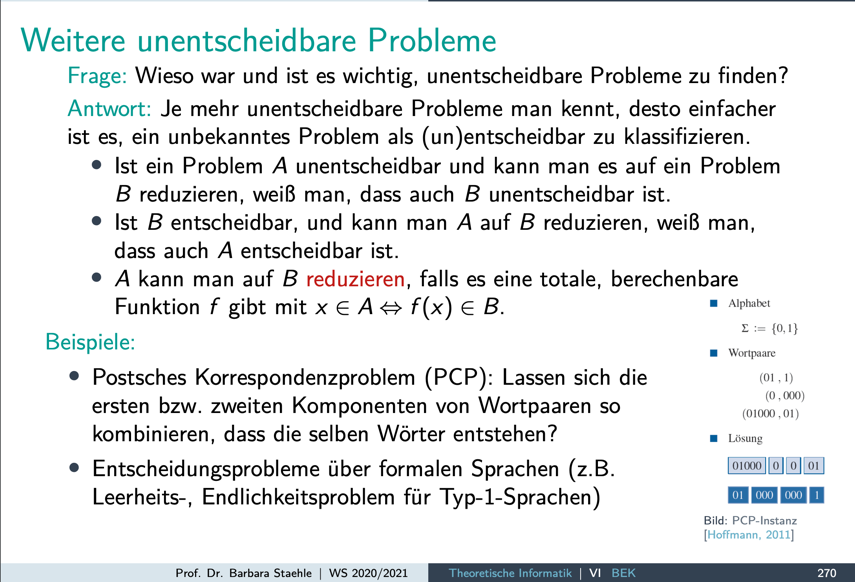 Weitere unentscheidbare Probleme
Frage: Wieso war und ist es wichtig, unentscheidbare Probleme zu finden?
Antwort: Je mehr unentscheidbare Probleme man kennt, desto einfacher
ist es, ein unbekanntes Problem als (un)entscheidbar zu klassifizieren.
• Ist ein Problem A unentscheidbar und kann man es auf ein Problem
B reduzieren, weiß man, dass auch B unentscheidbar ist.
• Ist B entscheidbar, und kann man A auf B reduzieren, weiß man,
dass auch A entscheidbar ist.
• A kann man auf B reduzieren, falls es eine totale, berechenbare
Funktion f gibt mit x ∈ A ⇔ f(x) ∈ B.
Beispiele:
• Postsches Korrespondenzproblem (PCP): Lassen sich die
ersten bzw. zweiten Komponenten von Wortpaaren so
kombinieren, dass die selben Wörter entstehen?
• Entscheidungsprobleme über formalen Sprachen (z.B.
Leerheits-, Endlichkeitsproblem für Typ-1-Sprachen)
■ Alphabet
Σ := {0,1}
■ Wortpaare
(01 , 1)
(0 , 000)
(01000 , 01)
■ Lösung
01000 0 0 01
01 000 000 1
Bild: PCP-Instanz
[Hoffmann, 2011]
Prof. Dr. Barbara Staehle | WS 2020/2021 Theoretische Informatik | VI BEK 270